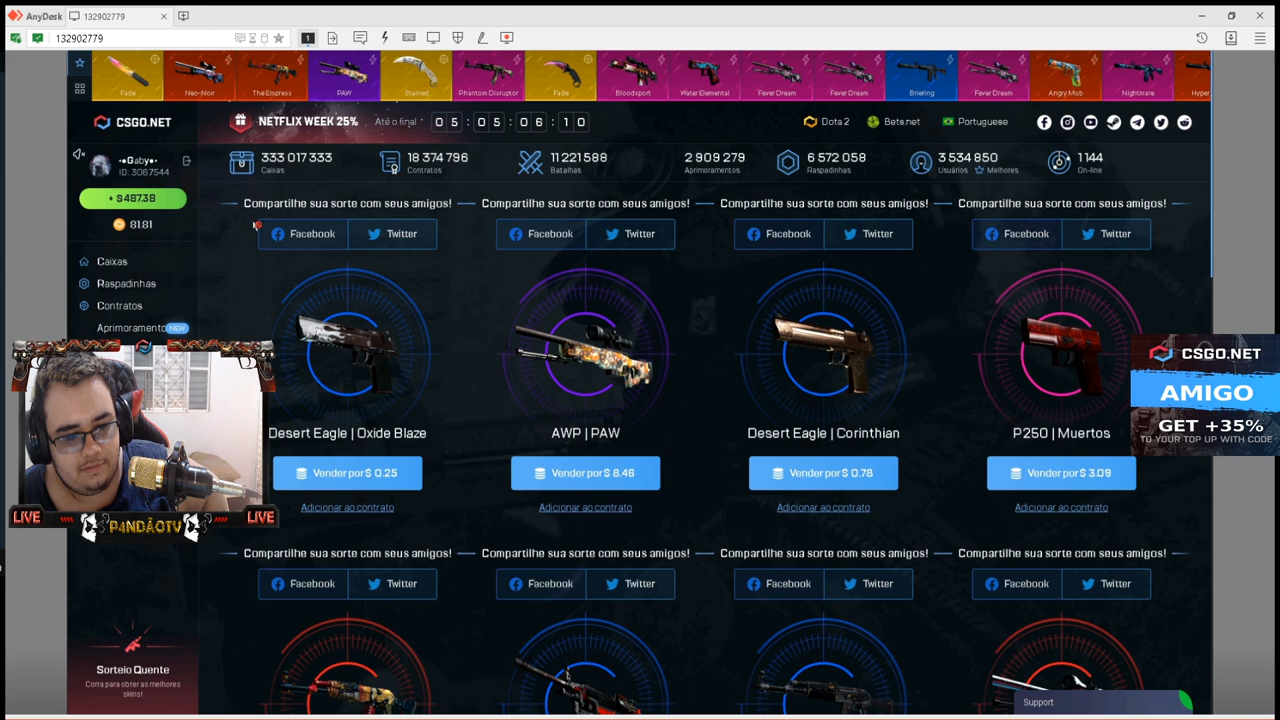 AnyDesk
132902779
132902779
1
Fade
Neo-Noir
The Empress
PAW
Stained
Phantom Disruptor
Fade
Bloodsport
Water Elemental
Fever Dream
Fever Dream
Briefing
Fever Dream
Angry Mob
Nightmare
Hyper
CSGO.NET
NETFLIX WEEK 25%
Até o final
05:05:06:10
Dota 2
Bets.net
Portuguese
•●Gaby●•
ID: 3067544
333 017 333
Caixas
18 374 796
Contratos
11 221 588
Batalhas
2 909 279
Aprimoramentos
6 572 058
Raspadinhas
3 534 850
Usuários
Melhores
1 144
On-line
+ $487.38
81.81
Compartilhe sua sorte com seus amigos!
Compartilhe sua sorte com seus amigos!
Compartilhe sua sorte com seus amigos!
Compartilhe sua sorte com seus amigos!
Facebook
Twitter
Facebook
Twitter
Facebook
Twitter
Facebook
Twitter
Caixas
Raspadinhas
Contratos
Aprimoramento
NEW
CSGO.NET
AMIGO
GET +35%
TO YOUR TOP UP WITH CODE
Desert Eagle | Oxide Blaze
AWP | PAW
Desert Eagle | Corinthian
P250 | Muertos
Vender por $ 0.25
Vender por $ 8.46
Vender por $ 0.78
Vender por $ 3.09
Adicionar ao contrato
Adicionar ao contrato
Adicionar ao contrato
Adicionar ao contrato
LIVE
P4NDÃOTV
LIVE
Compartilhe sua sorte com seus amigos!
Compartilhe sua sorte com seus amigos!
Compartilhe sua sorte com seus amigos!
Compartilhe sua sorte com seus amigos!
Facebook
Twitter
Facebook
Twitter
Facebook
Twitter
Facebook
Twitter
Sorteio Quente
Corra para obter as melhores
skins!
Support